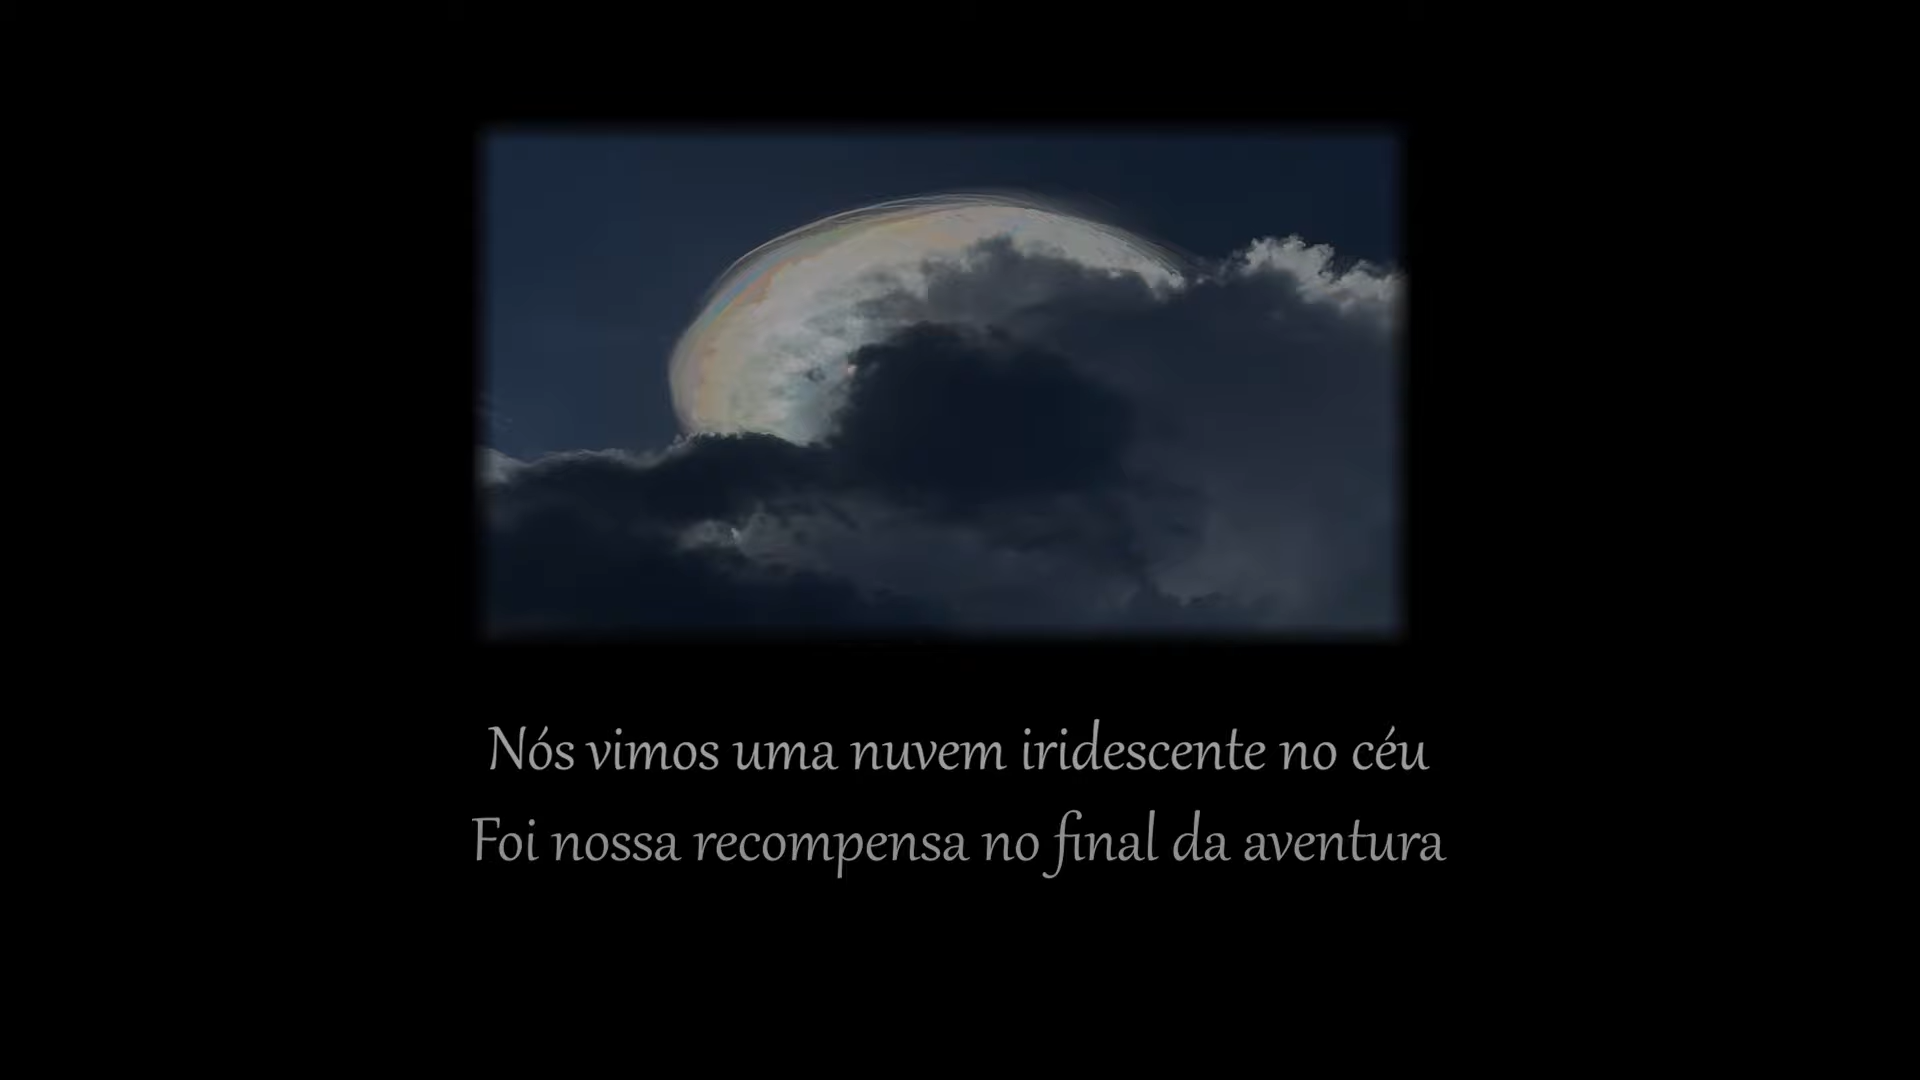 Nós vimos uma nuvem iridescente no céu
Foi nossa recompensa no final da aventura